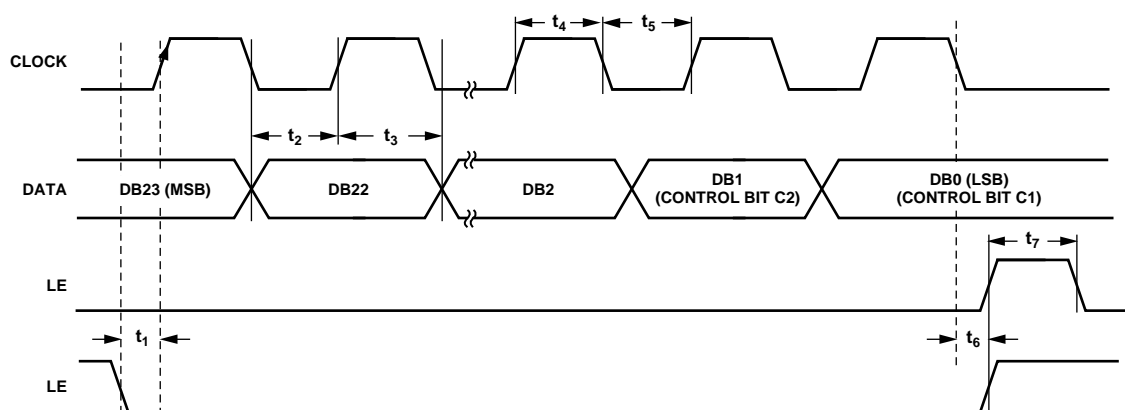 t4
t5
CLOCK
t2
t3
DATA
DB23 (MSB)
DB22
DB2
DB1
(CONTROL BIT C2)
DB0 (LSB)
(CONTROL BIT C1)
t7
LE
t1
t6
LE